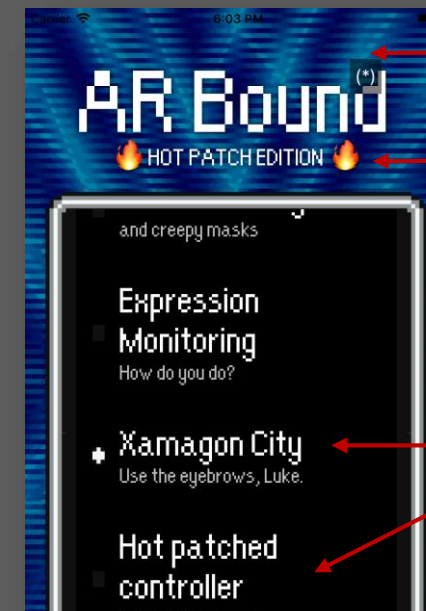 Carrier 6:03 PM
AR Bound
(*)
🔥 HOT PATCH EDITION 🔥
and creepy masks
Expression
Monitoring
How do you do?
Xamagon City
Use the eyebrows, Luke.
Hot patched
controller